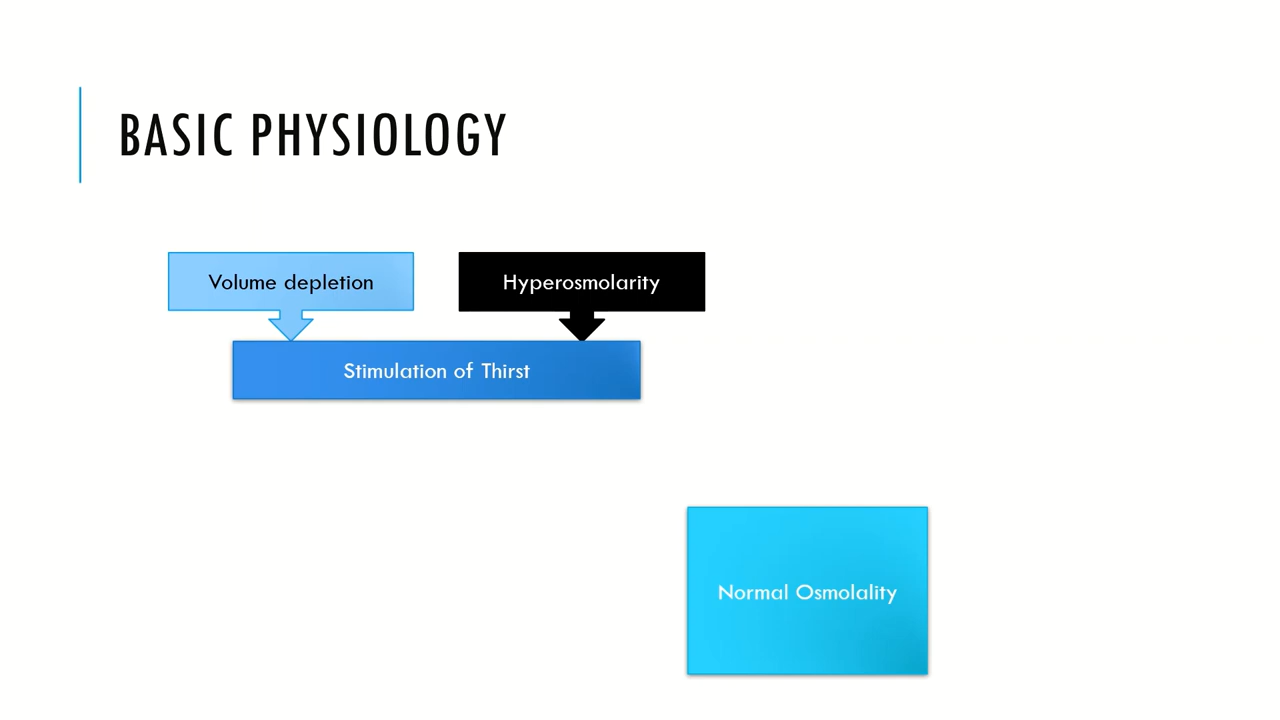 BASIC PHYSIOLOGY
Volume depletion
Hyperosmolarity
Stimulation of Thirst
Normal Osmolality